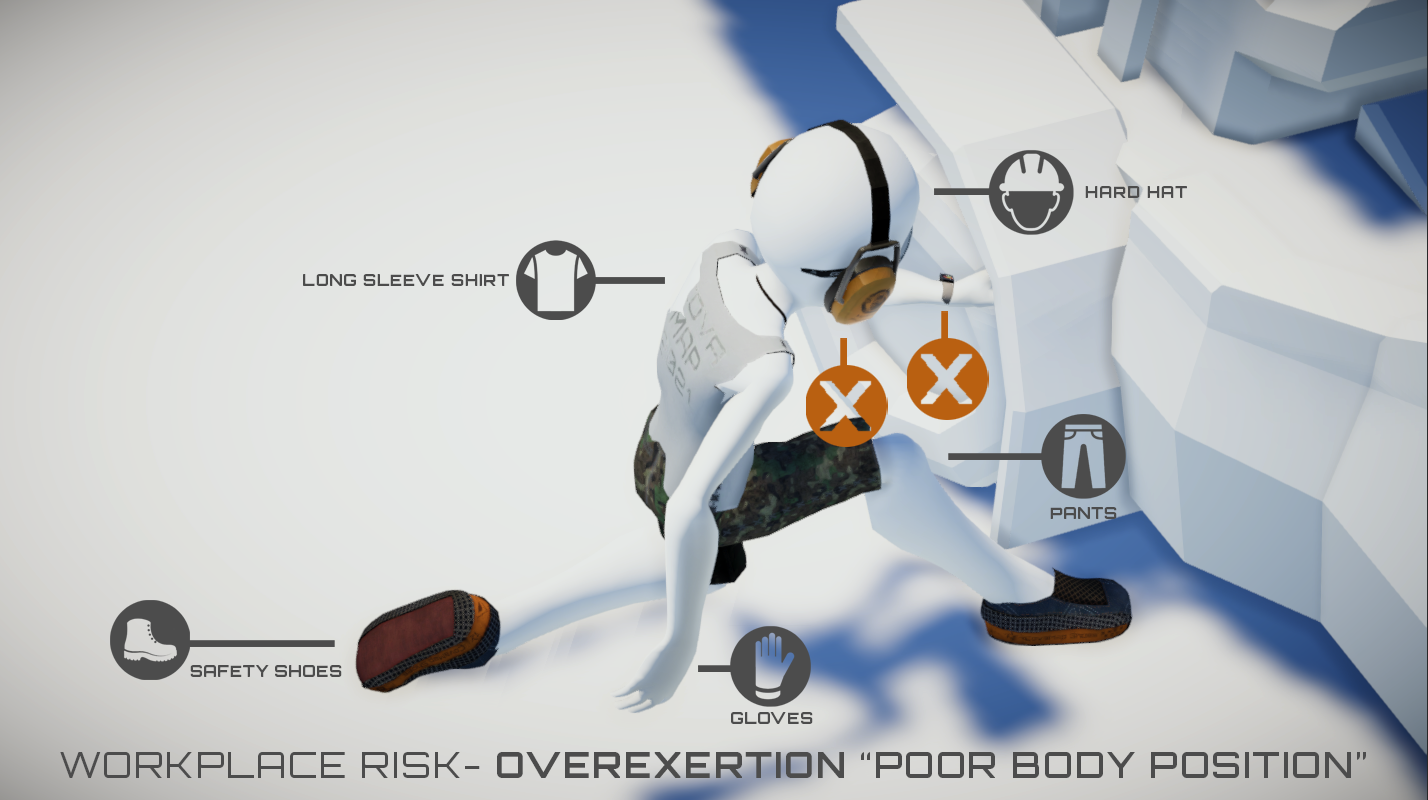 HARD HAT
LONG SLEEVE SHIRT
PANTS
SAFETY SHOES
GLOVES
WORKPLACE RISK- OVEREXERTION “POOR BODY POSITION”